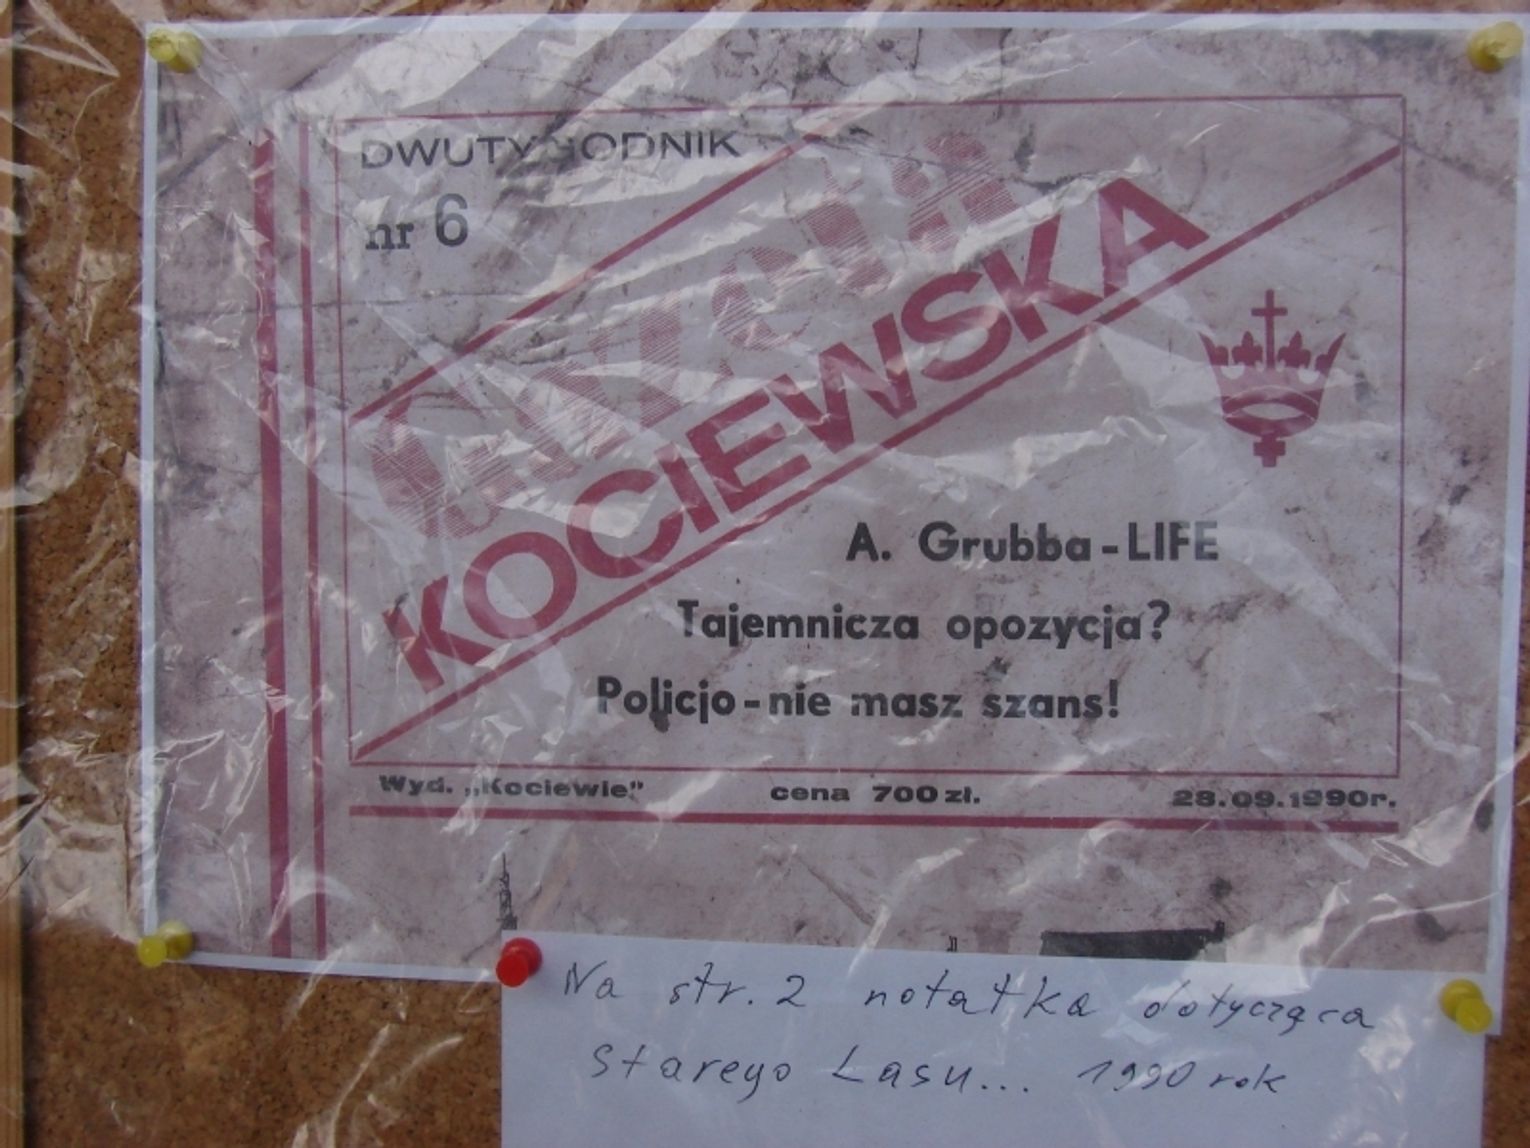 DWUTYGODNIK
nr 6
GAZETA
KOCIEWSKA
A. Grubba - LIFE
Tajemnicza opozycja?
Policjo - nie masz szans!
Wyd. „Kociewie" cena 700 zł. 28.09.1990r.
Na str. 2 notatka dotycząca
Starego Lasu... 1990 rok